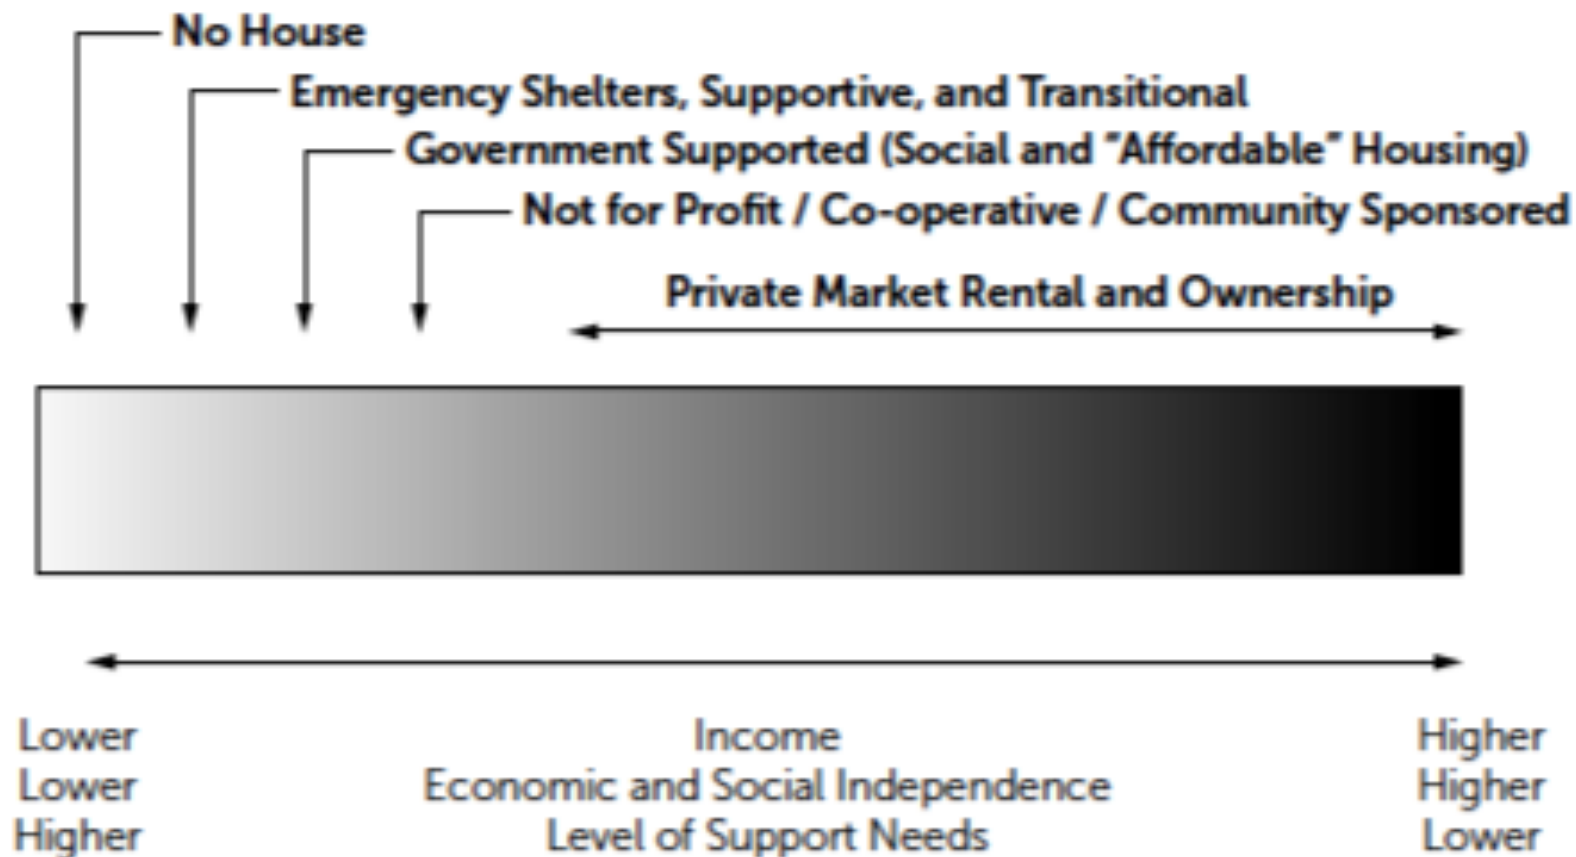 No House
Emergency Shelters, Supportive, and Transitional
Government Supported (Social and "Affordable" Housing)
Not for Profit / Co-operative / Community Sponsored
Private Market Rental and Ownership
Lower Income Higher
Lower Economic and Social Independence Higher
Higher Level of Support Needs Lower